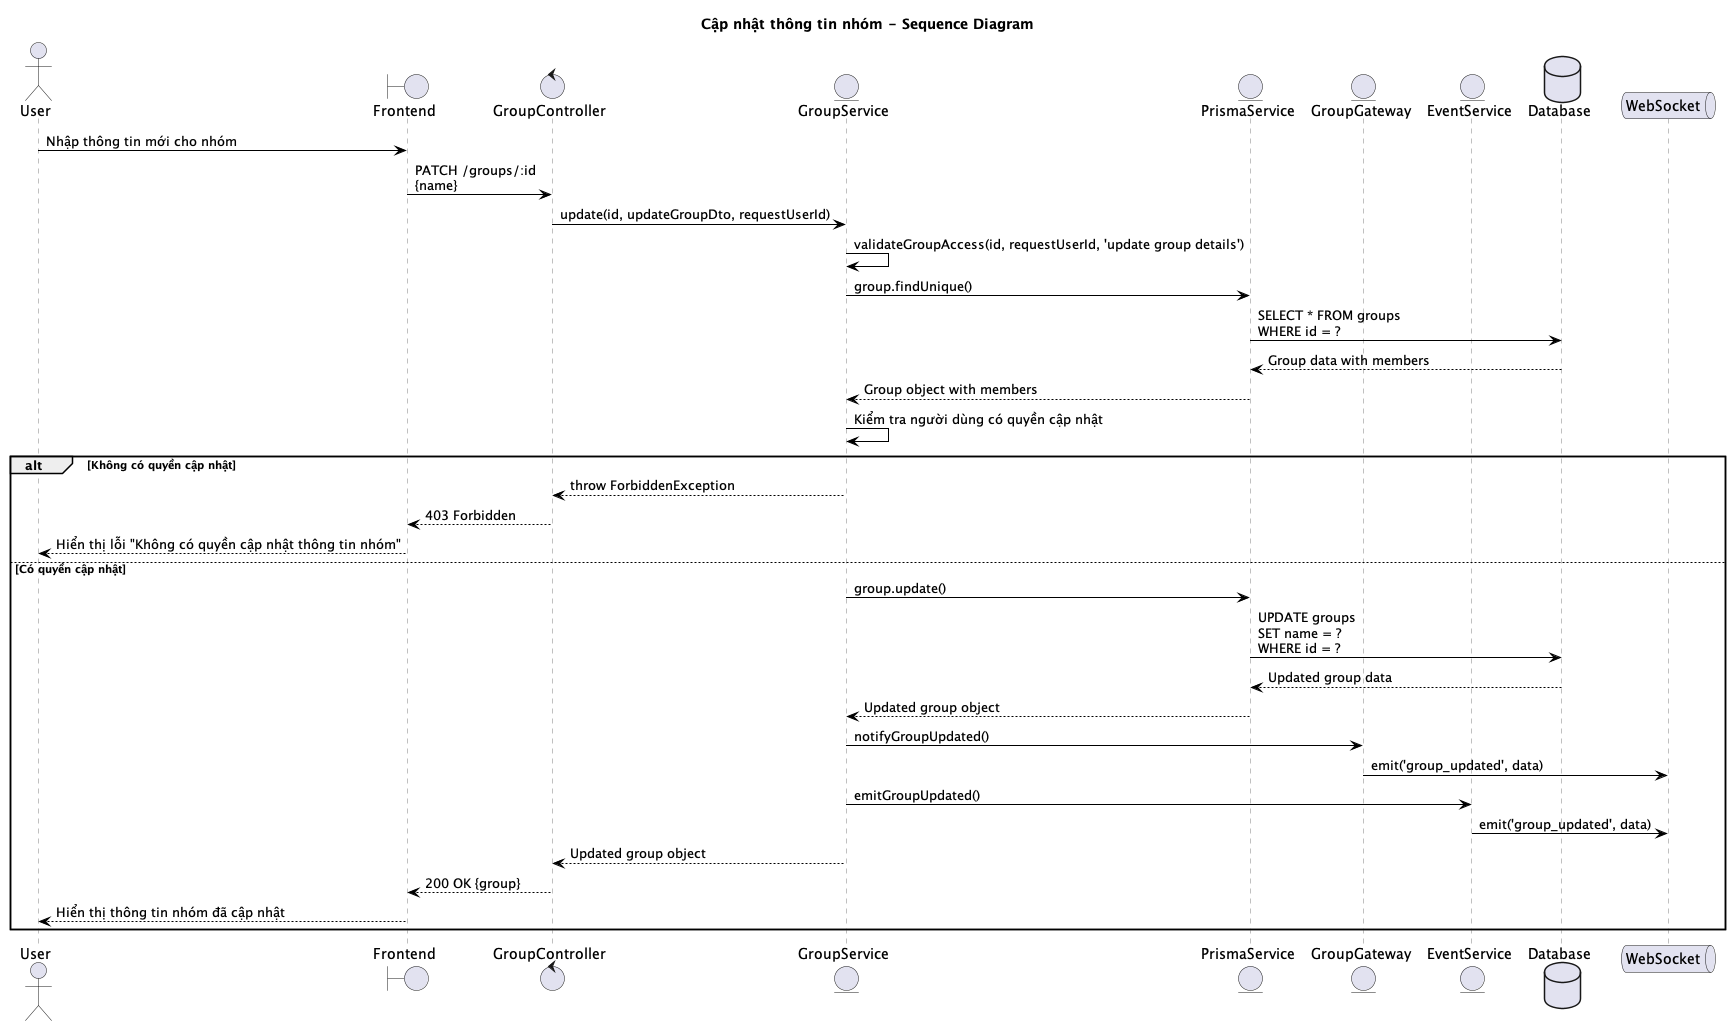 Cập nhật thông tin nhóm - Sequence Diagram
User
Frontend
GroupController
GroupService
PrismaService
GroupGateway
EventService
Database
WebSocket
Nhập thông tin mới cho nhóm
PATCH /groups/:id
{name}
update(id, updateGroupDto, requestUserId)
validateGroupAccess(id, requestUserId, 'update group details')
group.findUnique()
SELECT * FROM groups
WHERE id = ?
Group data with members
Group object with members
Kiểm tra người dùng có quyền cập nhật
alt
[Không có quyền cập nhật]
throw ForbiddenException
403 Forbidden
Hiển thị lỗi "Không có quyền cập nhật thông tin nhóm"
[Có quyền cập nhật]
group.update()
UPDATE groups
SET name = ?
WHERE id = ?
Updated group data
Updated group object
notifyGroupUpdated()
emit('group_updated', data)
emitGroupUpdated()
emit('group_updated', data)
Updated group object
200 OK {group}
Hiển thị thông tin nhóm đã cập nhật
User
Frontend
GroupController
GroupService
PrismaService
GroupGateway
EventService
Database
WebSocket